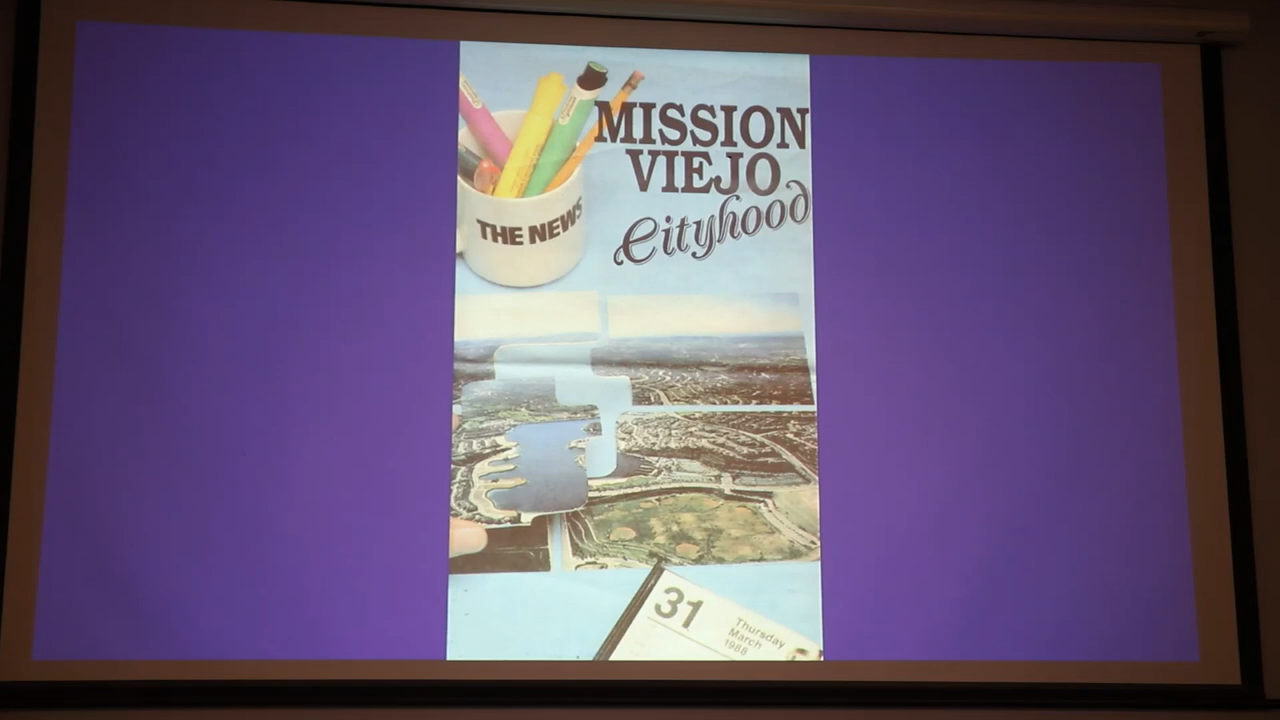 MISSION
VIEJO
Cityhood
THE NEWS
31
Thursday
March
1988